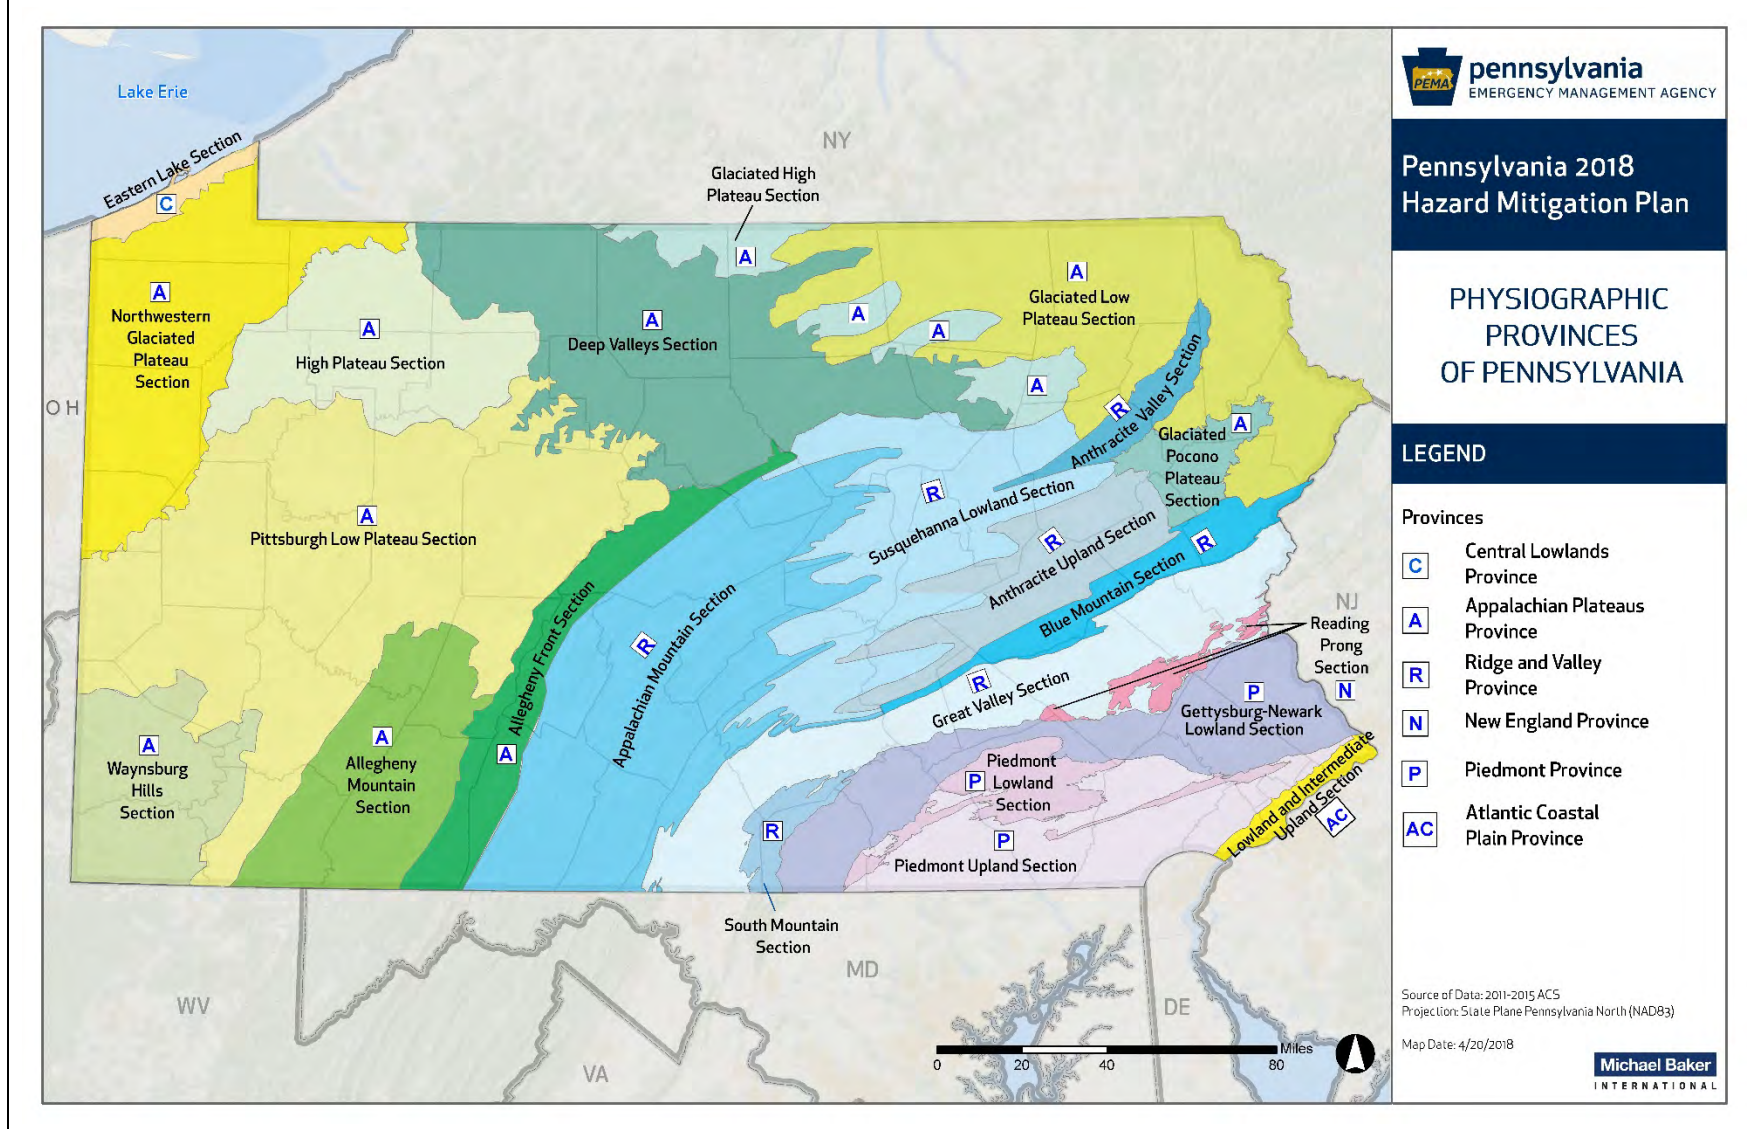 Lake Erie
Eastern Lake Section
C
NY
Glaciated High
Plateau Section
A
A
Northwestern
Glaciated
Plateau
Section
A
High Plateau Section
A
Deep Valleys Section
A
A
A
A
Glaciated Low
Plateau Section
OH
R
Anthracite Valley Section
A
Glaciated
Pocono
Plateau
Section
A
Pittsburgh Low Plateau Section
R
Susquehanna Lowland Section
R
Anthracite Upland Section
R
Blue Mountain Section
Allegheny Front Section
A
R
Appalachian Mountain Section
R
Great Valley Section
NJ
Reading
Prong
Section
N
P
Gettysburg-Newark
Lowland Section
A
Waynsburg
Hills
Section
A
Allegheny
Mountain
Section
Piedmont
P Lowland
Section
Lowland and Intermediate
Upland Section
AC
R
P
Piedmont Upland Section
South Mountain
Section
MD
WV
VA
DE
0 20 40 80
Miles
PEMA
pennsylvania
EMERGENCY MANAGEMENT AGENCY
Pennsylvania 2018
Hazard Mitigation Plan
PHYSIOGRAPHIC
PROVINCES
OF PENNSYLVANIA
LEGEND
Provinces
C Central Lowlands
Province
A Appalachian Plateaus
Province
R Ridge and Valley
Province
N New England Province
P Piedmont Province
AC Atlantic Coastal
Plain Province
Source of Data: 2011-2015 ACS
Projection: State Plane Pennsylvania North (NAD83)
Map Date: 4/20/2018
Michael Baker
INTERNATIONAL